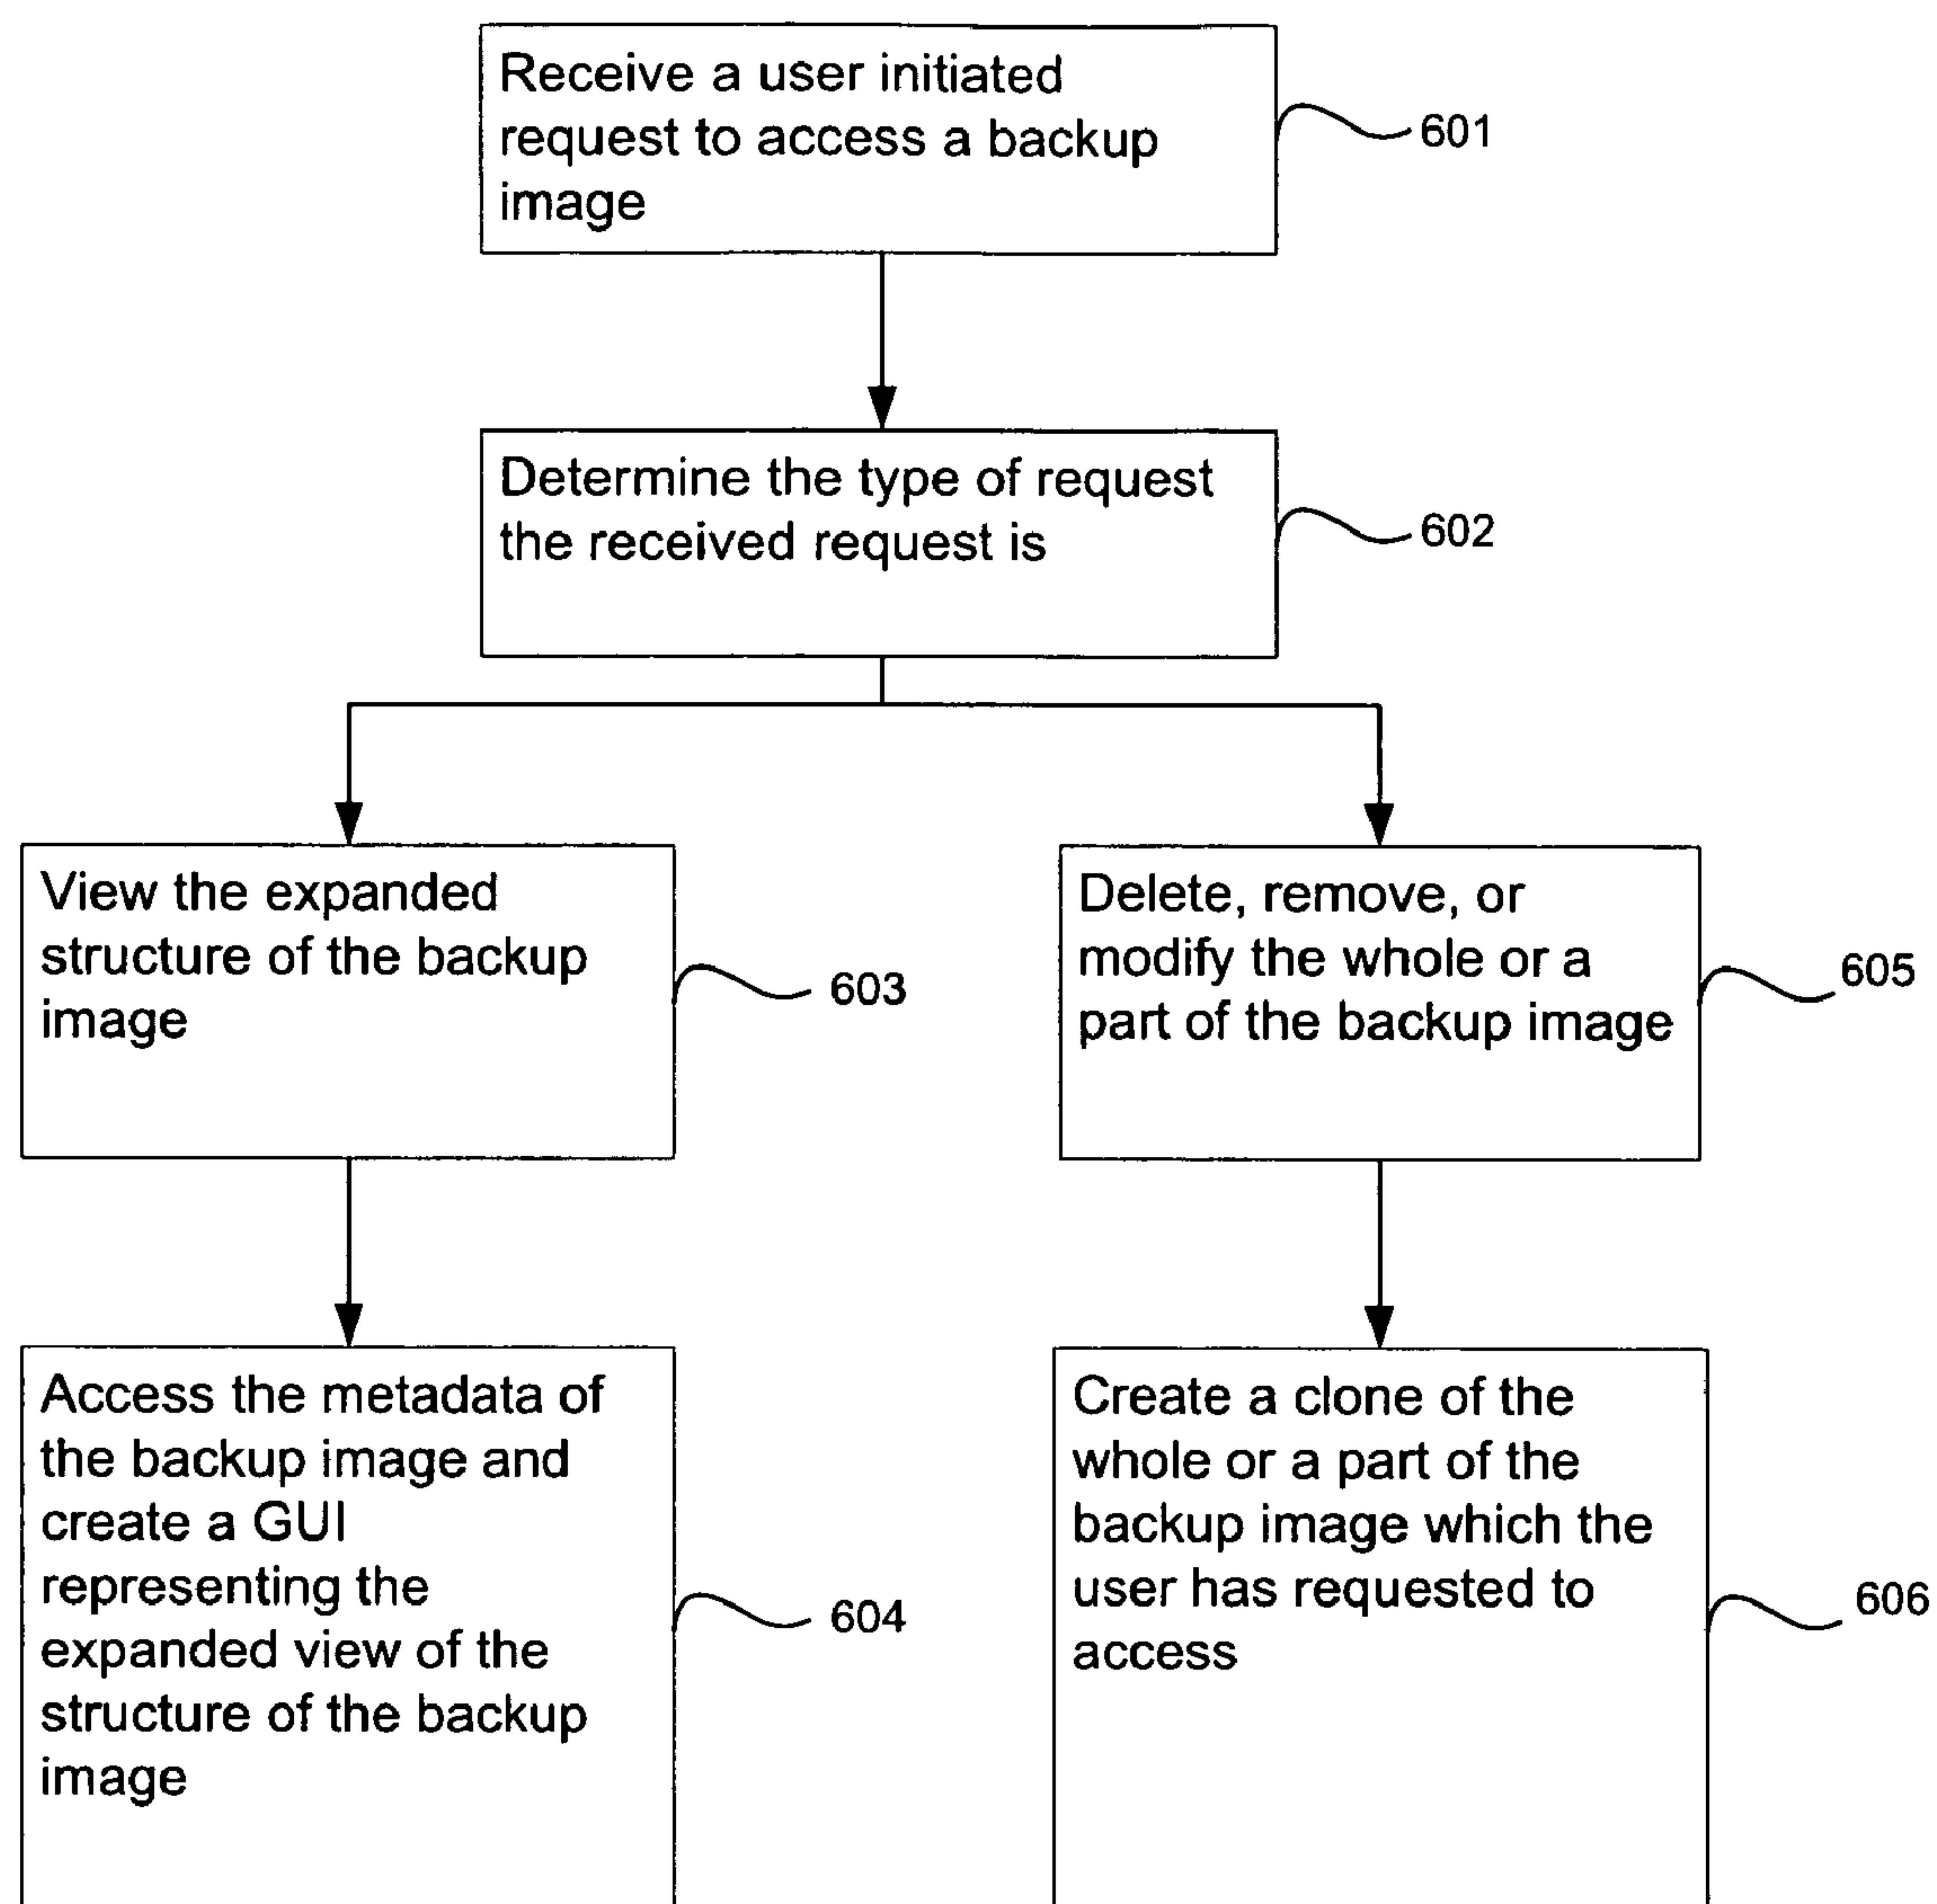 Receive a user initiated
request to access a backup
image
601
Determine the type of request
the received request is
602
View the expanded
structure of the backup
image
603
Delete, remove, or
modify the whole or a
part of the backup image
605
Access the metadata of
the backup image and
create a GUI
representing the
expanded view of the
structure of the backup
image
604
Create a clone of the
whole or a part of the
backup image which the
user has requested to
access
606